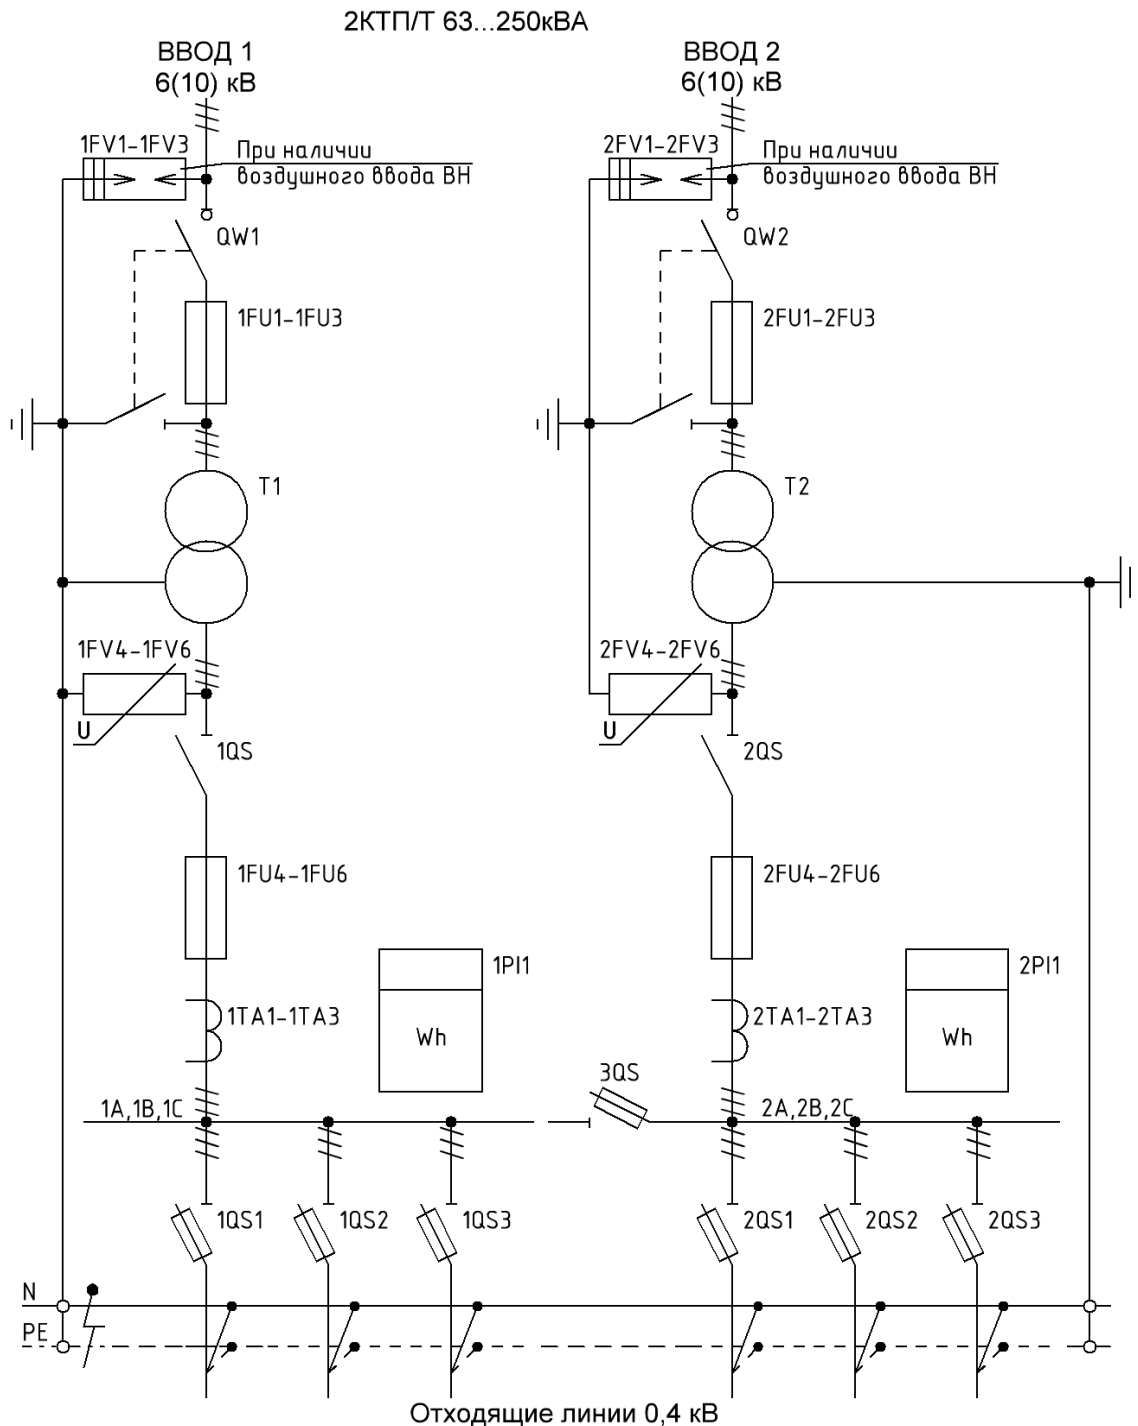 2КТП/Т 63...250кВА
ВВОД 1
6(10) кВ
ВВОД 2
6(10) кВ
1FV1-1FV3
При наличии
воздушного ввода ВН
2FV1-2FV3
При наличии
воздушного ввода ВН
QW1
QW2
1FU1-1FU3
2FU1-2FU3
T1
T2
1FV4-1FV6
2FV4-2FV6
U
1QS
U
2QS
1FU4-1FU6
2FU4-2FU6
1PI1
2PI1
1TA1-1TA3
Wh
2TA1-2TA3
Wh
3QS
1A,1B,1C
2A,2B,2C
1QS1
1QS2
1QS3
2QS1
2QS2
2QS3
N
PE
Отходящие линии 0,4 кВ